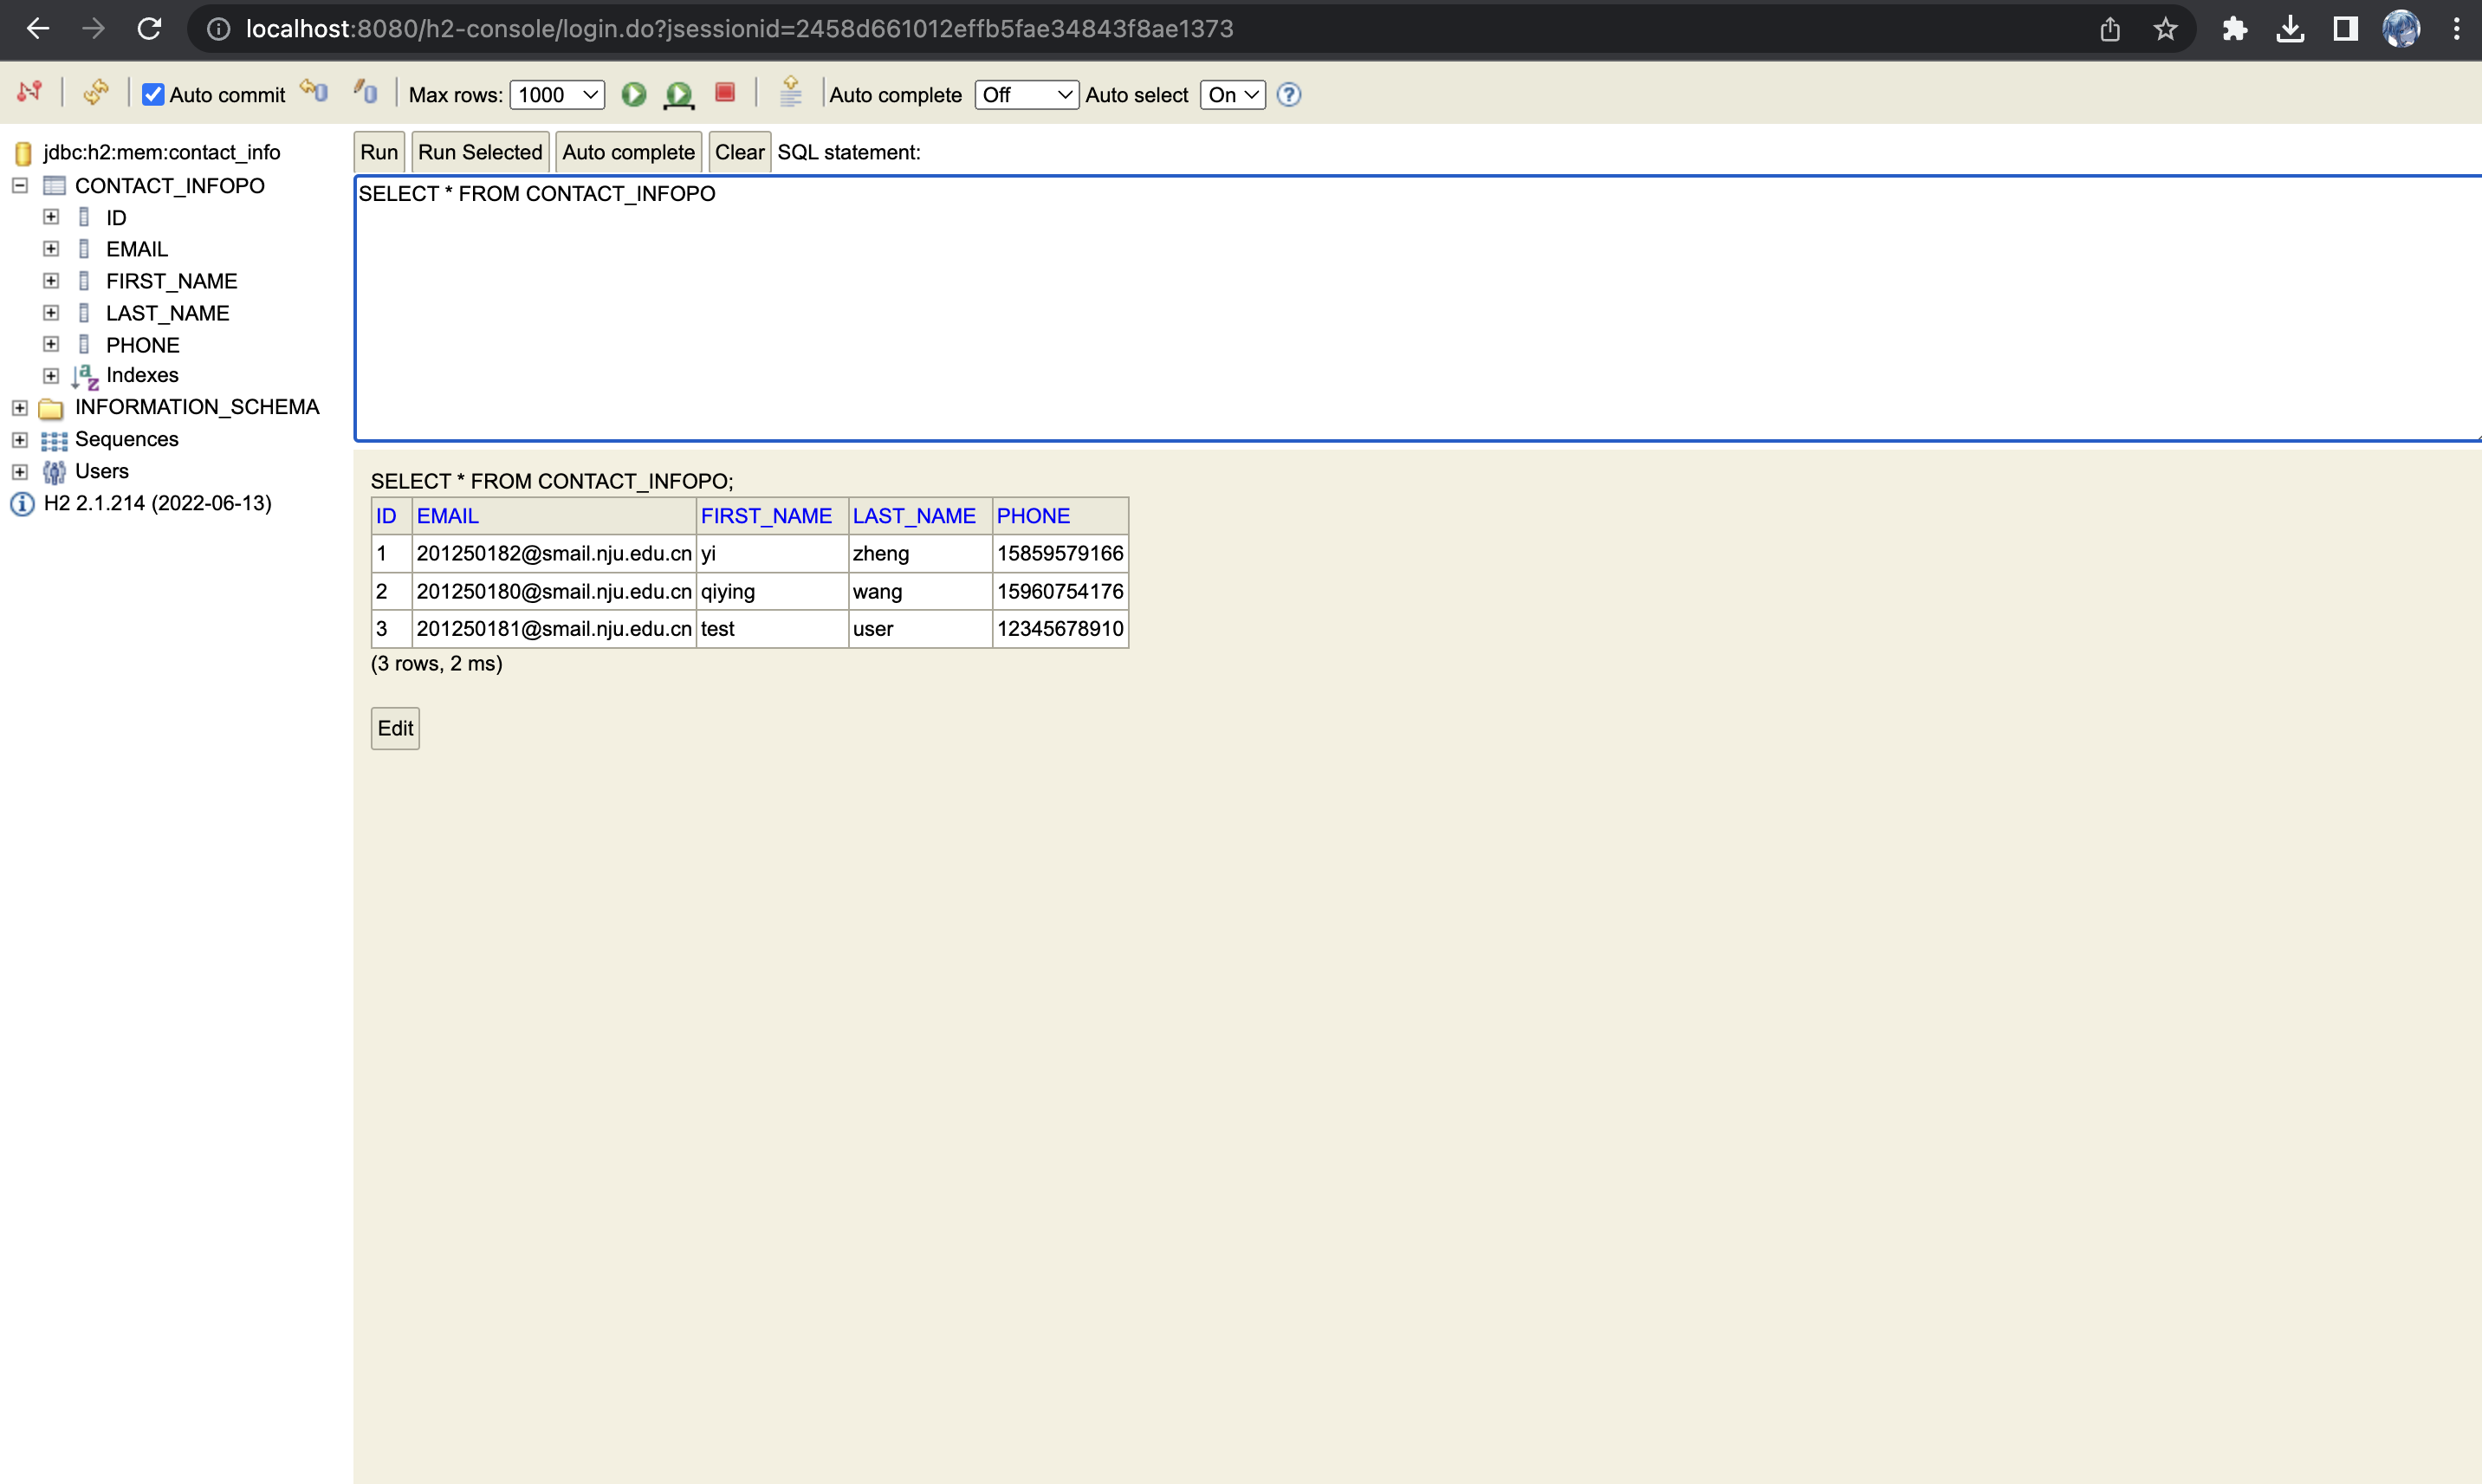 localhost:8080/h2-console/login.do?jsessionid=2458d661012effb5fae34843f8ae1373
Auto commit Max rows: 1000 Auto complete Off Auto select On ?
jdbc:h2:mem:contact_info
CONTACT_INFOPO
ID
EMAIL
FIRST_NAME
LAST_NAME
PHONE
Indexes
INFORMATION_SCHEMA
Sequences
Users
H2 2.1.214 (2022-06-13)
Run Run Selected Auto complete Clear SQL statement:
SELECT * FROM CONTACT_INFOPO
SELECT * FROM CONTACT_INFOPO;
ID EMAIL FIRST_NAME LAST_NAME PHONE
1 201250182@smail.nju.edu.cn yi zheng 15859579166
2 201250180@smail.nju.edu.cn qiying wang 15960754176
3 201250181@smail.nju.edu.cn test user 12345678910
(3 rows, 2 ms)
Edit